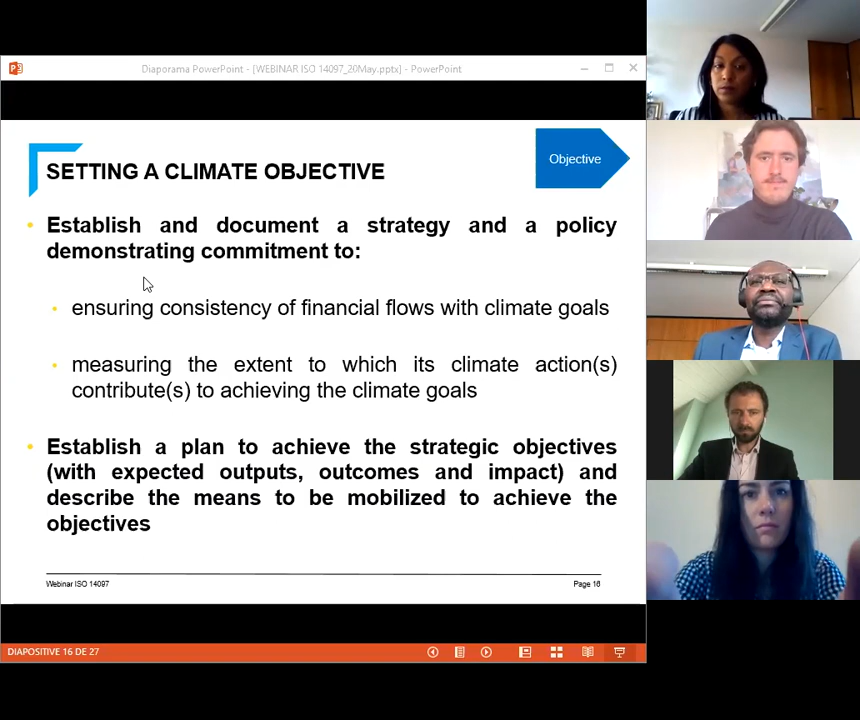 Diaporama PowerPoint - [WEBINAR ISO 14097_26May.pptx] - PowerPoint
SETTING A CLIMATE OBJECTIVE
Objective
Establish and document a strategy and a policy
demonstrating commitment to:
ensuring consistency of financial flows with climate goals
measuring the extent to which its climate action(s)
contribute(s) to achieving the climate goals
Establish a plan to achieve the strategic objectives
(with expected outputs, outcomes and impact) and
describe the means to be mobilized to achieve the
objectives
Webinar ISO 14097
Page 16
DIAPOSITIVE 16 DE 27